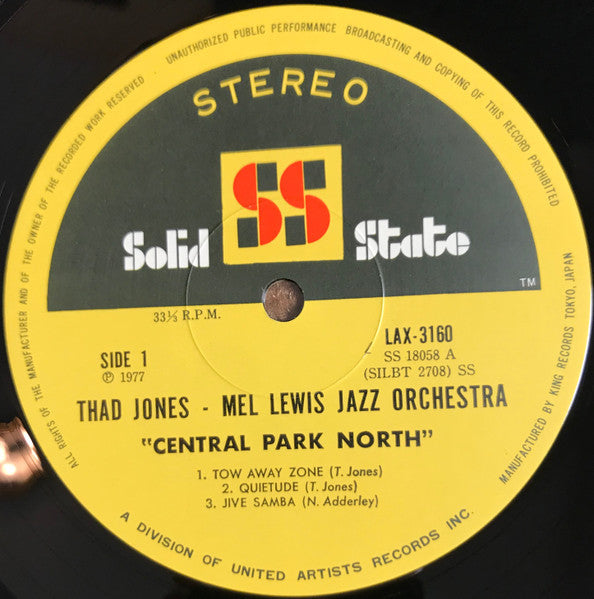 ALL RIGHTS OF THE MANUFACTURER AND OF THE OWNER OF THE RECORDED WORK RESERVED UNAUTHORIZED PUBLIC PERFORMANCE BROADCASTING AND COPYING OF THIS RECORD PROHIBITED
STEREO
SS
Solid State
TM
33⅓ R.P.M.
LAX-3160
SIDE 1
SS 18058 A
℗ 1977
(SILBT 2708) SS
THAD JONES - MEL LEWIS JAZZ ORCHESTRA
"CENTRAL PARK NORTH"
1. TOW AWAY ZONE (T. Jones)
2. QUIETUDE (T. Jones)
3. JIVE SAMBA (N. Adderley)
A DIVISION OF UNITED ARTISTS RECORDS INC.
MANUFACTURED BY KING RECORDS TOKYO, JAPAN